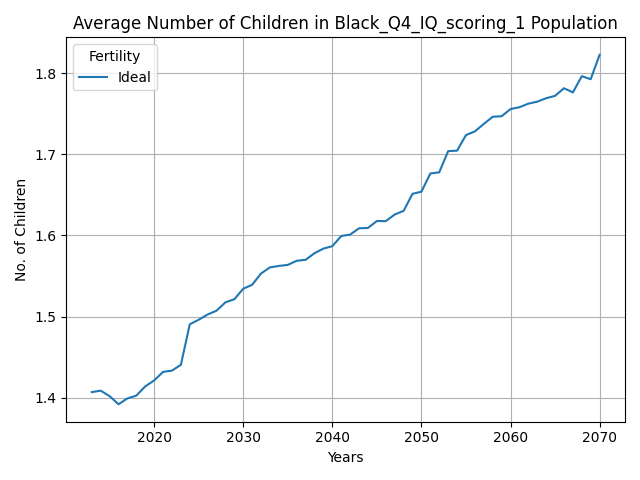 Average Number of Children in Black_Q4_IQ_scoring_1 Population
Fertility
Ideal
1.8
1.7
1.6
1.5
1.4
No. of Children
2020 2030 2040 2050 2060 2070
Years